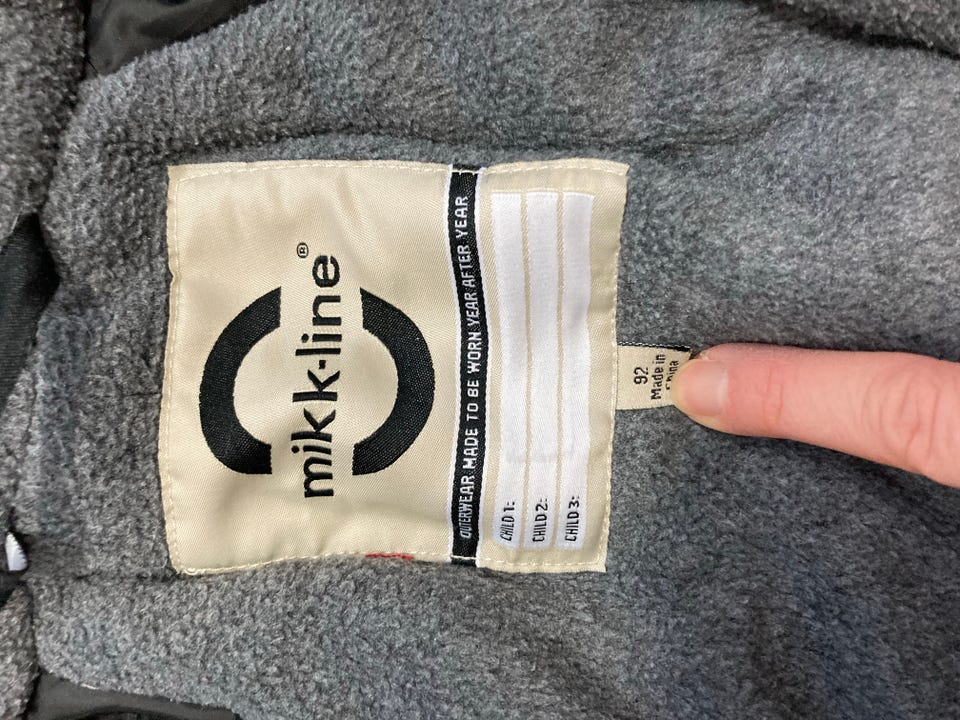 mikk-line®
OUTERWEAR MADE TO BE WORN YEAR AFTER YEAR
CHILD 1:
CHILD 2:
CHILD 3:
92
Made in
China